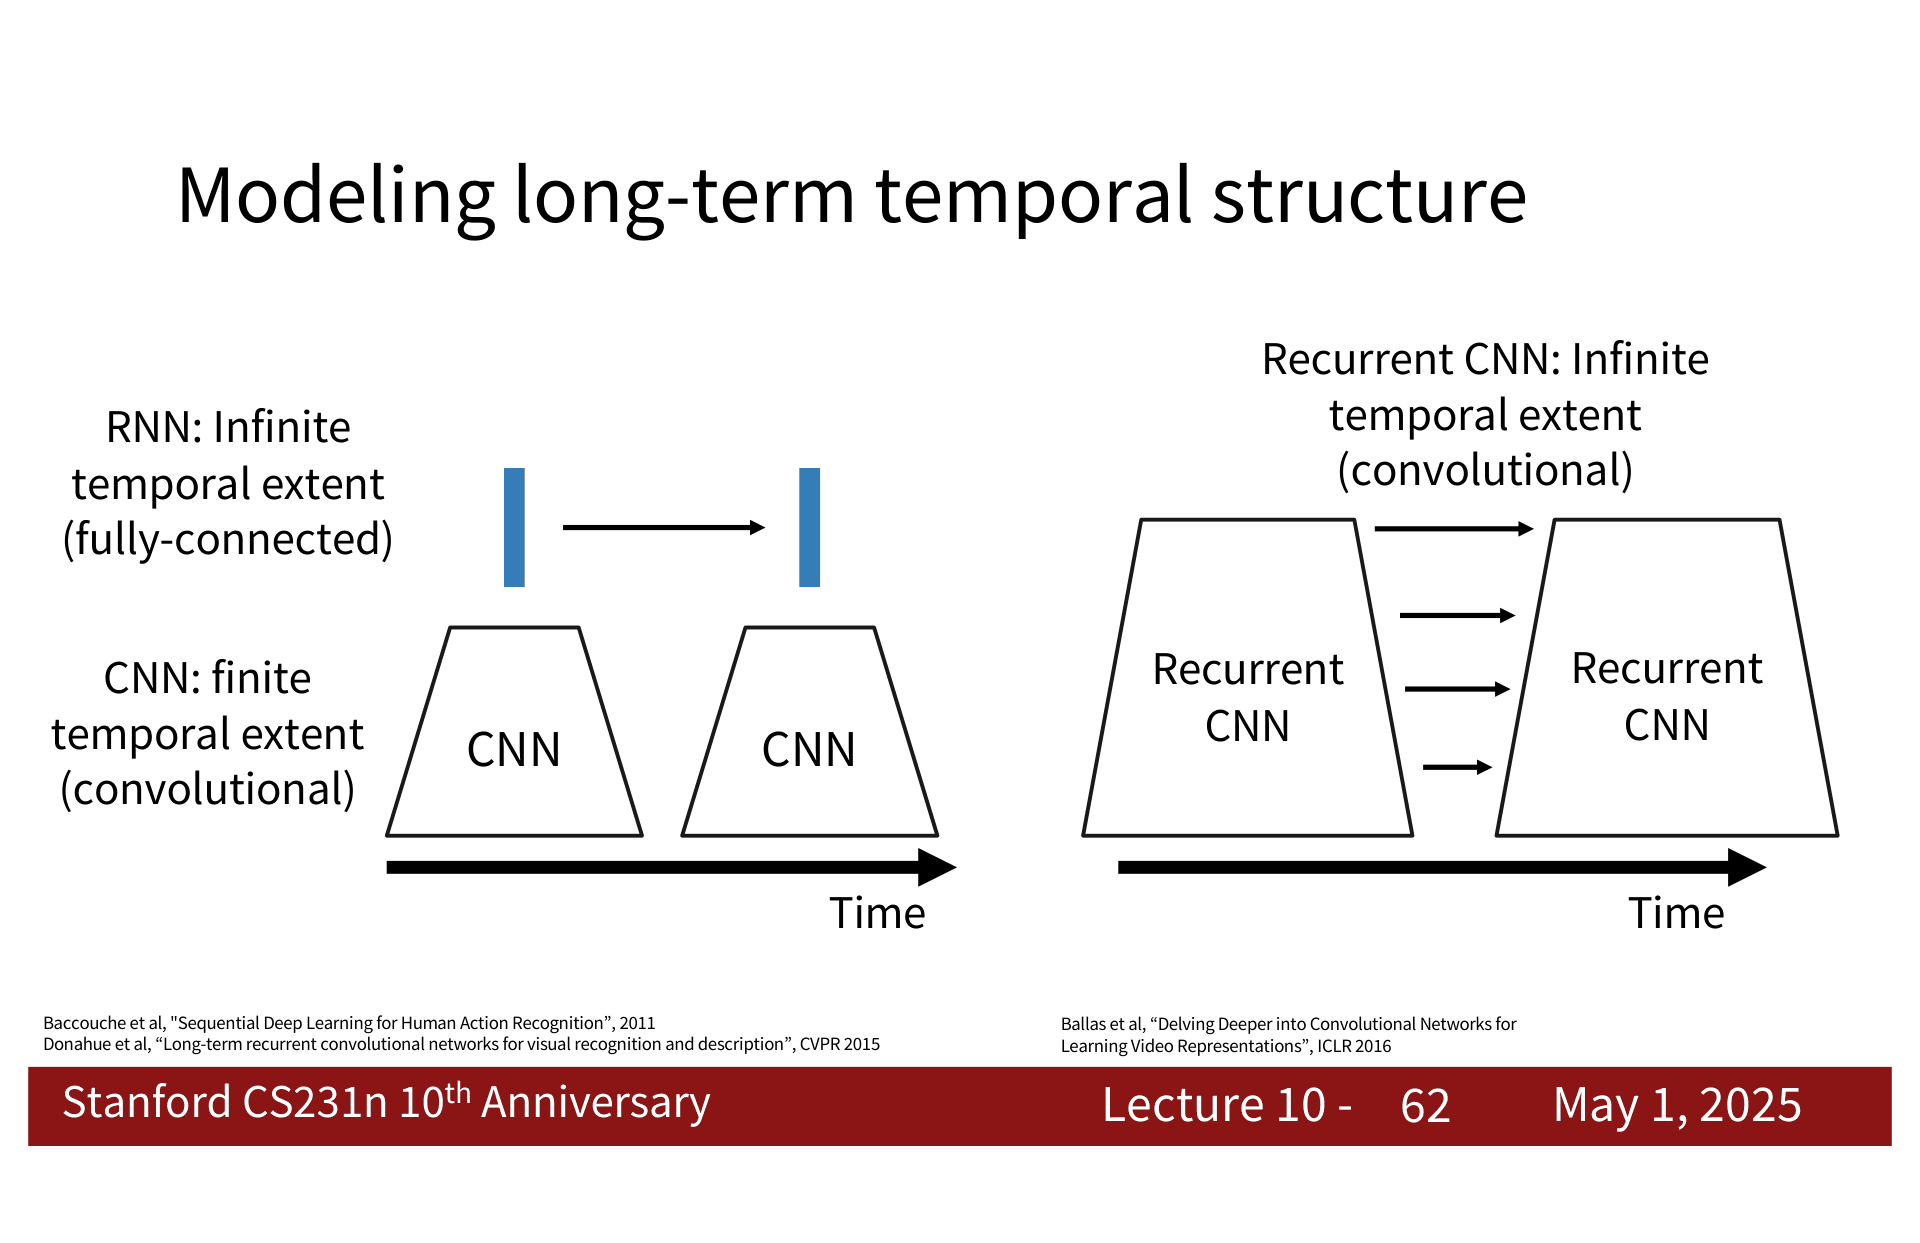 Modeling long-term temporal structure
RNN: Infinite
temporal extent
(fully-connected)
CNN: finite
temporal extent
(convolutional)
CNN
CNN
Time
Recurrent CNN: Infinite
temporal extent
(convolutional)
Recurrent
CNN
Recurrent
CNN
Time
Baccouche et al, "Sequential Deep Learning for Human Action Recognition”, 2011
Donahue et al, “Long-term recurrent convolutional networks for visual recognition and description”, CVPR 2015
Ballas et al, “Delving Deeper into Convolutional Networks for
Learning Video Representations”, ICLR 2016
Stanford CS231n 10th Anniversary
Lecture 10 - 62
May 1, 2025